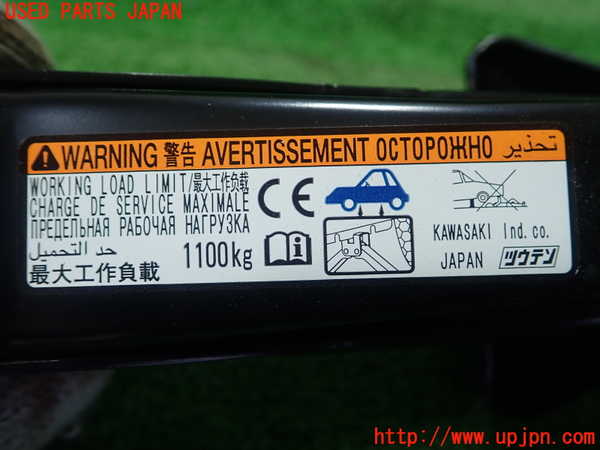 USED PARTS JAPAN
WARNING 警告 AVERTISSEMENT ОСТОРОЖНО تحذير
WORKING LOAD LIMIT/最大工作负载
CHARGE DE SERVICE MAXIMALE
ПРЕДЕЛЬНАЯ РАБОЧАЯ НАГРУЗКА
حد التحميل
最大工作負載
1100kg
CE
KAWASAKI Ind. co.
JAPAN
ツウテン
http://www.upjpn.com/